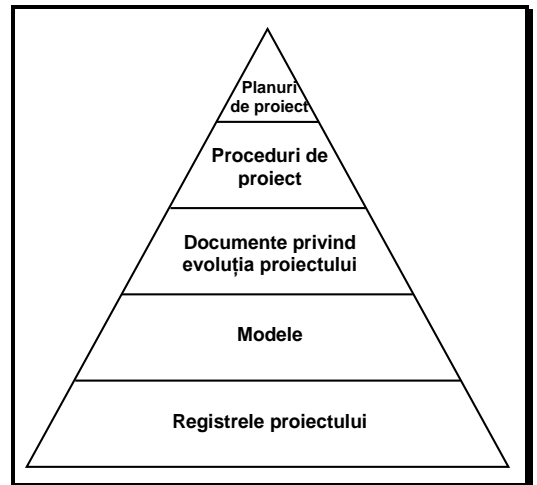 Planuri
de proiect
Proceduri de
proiect
Documente privind
evoluția proiectului
Modele
Registrele proiectului